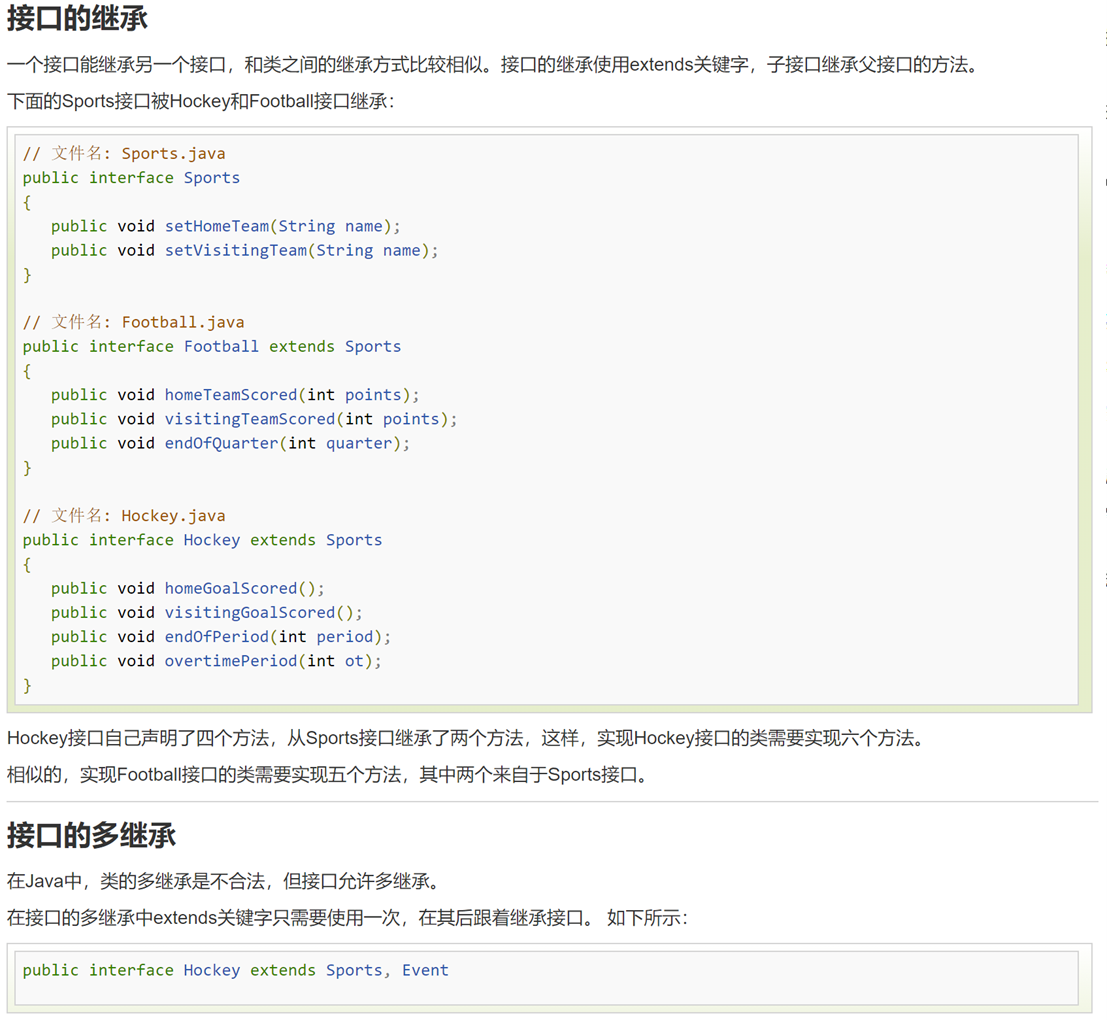 接口的继承
一个接口能继承另一个接口，和类之间的继承方式比较相似。接口的继承使用extends关键字，子接口继承父接口的方法。
下面的Sports接口被Hockey和Football接口继承：
// 文件名: Sports.java
public interface Sports
{
   public void setHomeTeam(String name);
   public void setVisitingTeam(String name);
}

// 文件名: Football.java
public interface Football extends Sports
{
   public void homeTeamScored(int points);
   public void visitingTeamScored(int points);
   public void endOfQuarter(int quarter);
}

// 文件名: Hockey.java
public interface Hockey extends Sports
{
   public void homeGoalScored();
   public void visitingGoalScored();
   public void endOfPeriod(int period);
   public void overtimePeriod(int ot);
}
Hockey接口自己声明了四个方法，从Sports接口继承了两个方法，这样，实现Hockey接口的类需要实现六个方法。
相似的，实现Football接口的类需要实现五个方法，其中两个来自于Sports接口。
接口的多继承
在Java中，类的多继承是不合法，但接口允许多继承。
在接口的多继承中extends关键字只需要使用一次，在其后跟着继承接口。 如下所示：
public interface Hockey extends Sports, Event